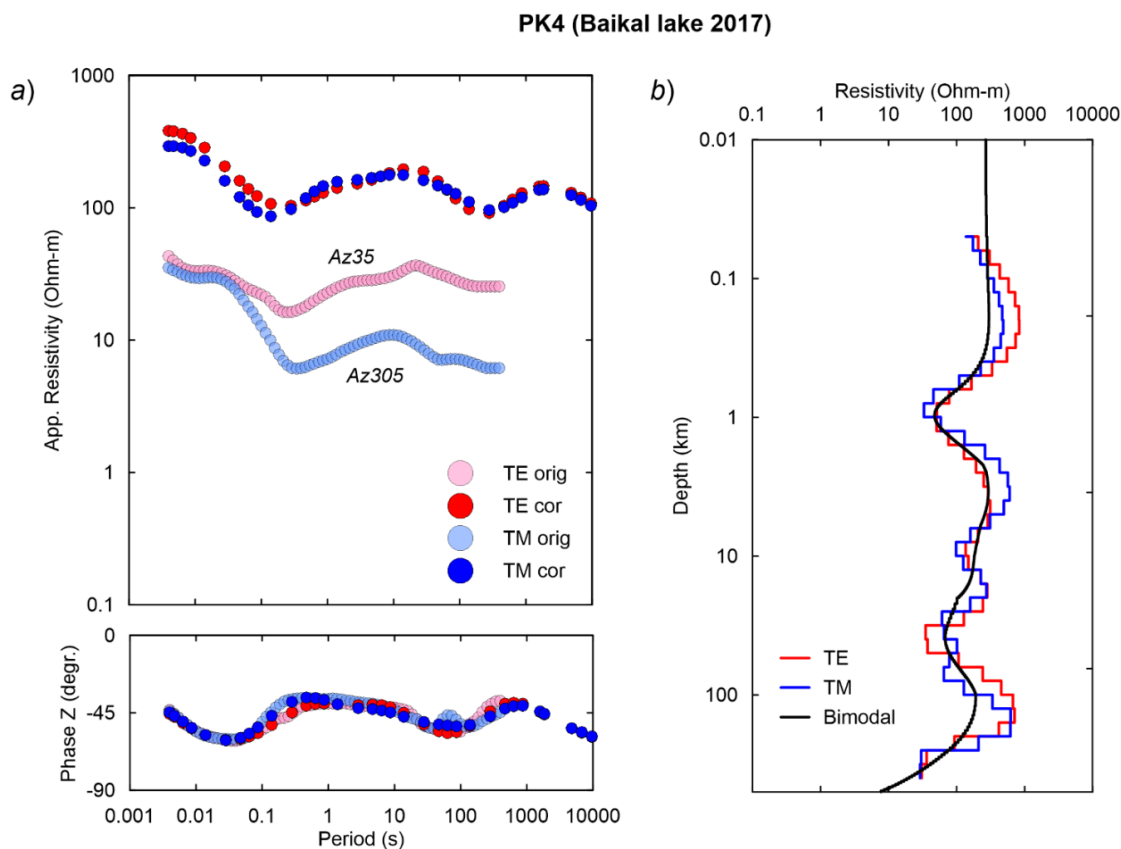 PK4 (Baikal lake 2017)
a)
1000
100
10
1
0.1
App. Resistivity (Ohm-m)
Az35
Az305
TE orig
TE cor
TM orig
TM cor
0
-45
-90
Phase Z (degr.)
0.001 0.01 0.1 1 10 100 1000 10000
Period (s)
b)
Resistivity (Ohm-m)
0.1 1 10 100 1000 10000
0.01
0.1
1
10
100
Depth (km)
TE
TM
Bimodal